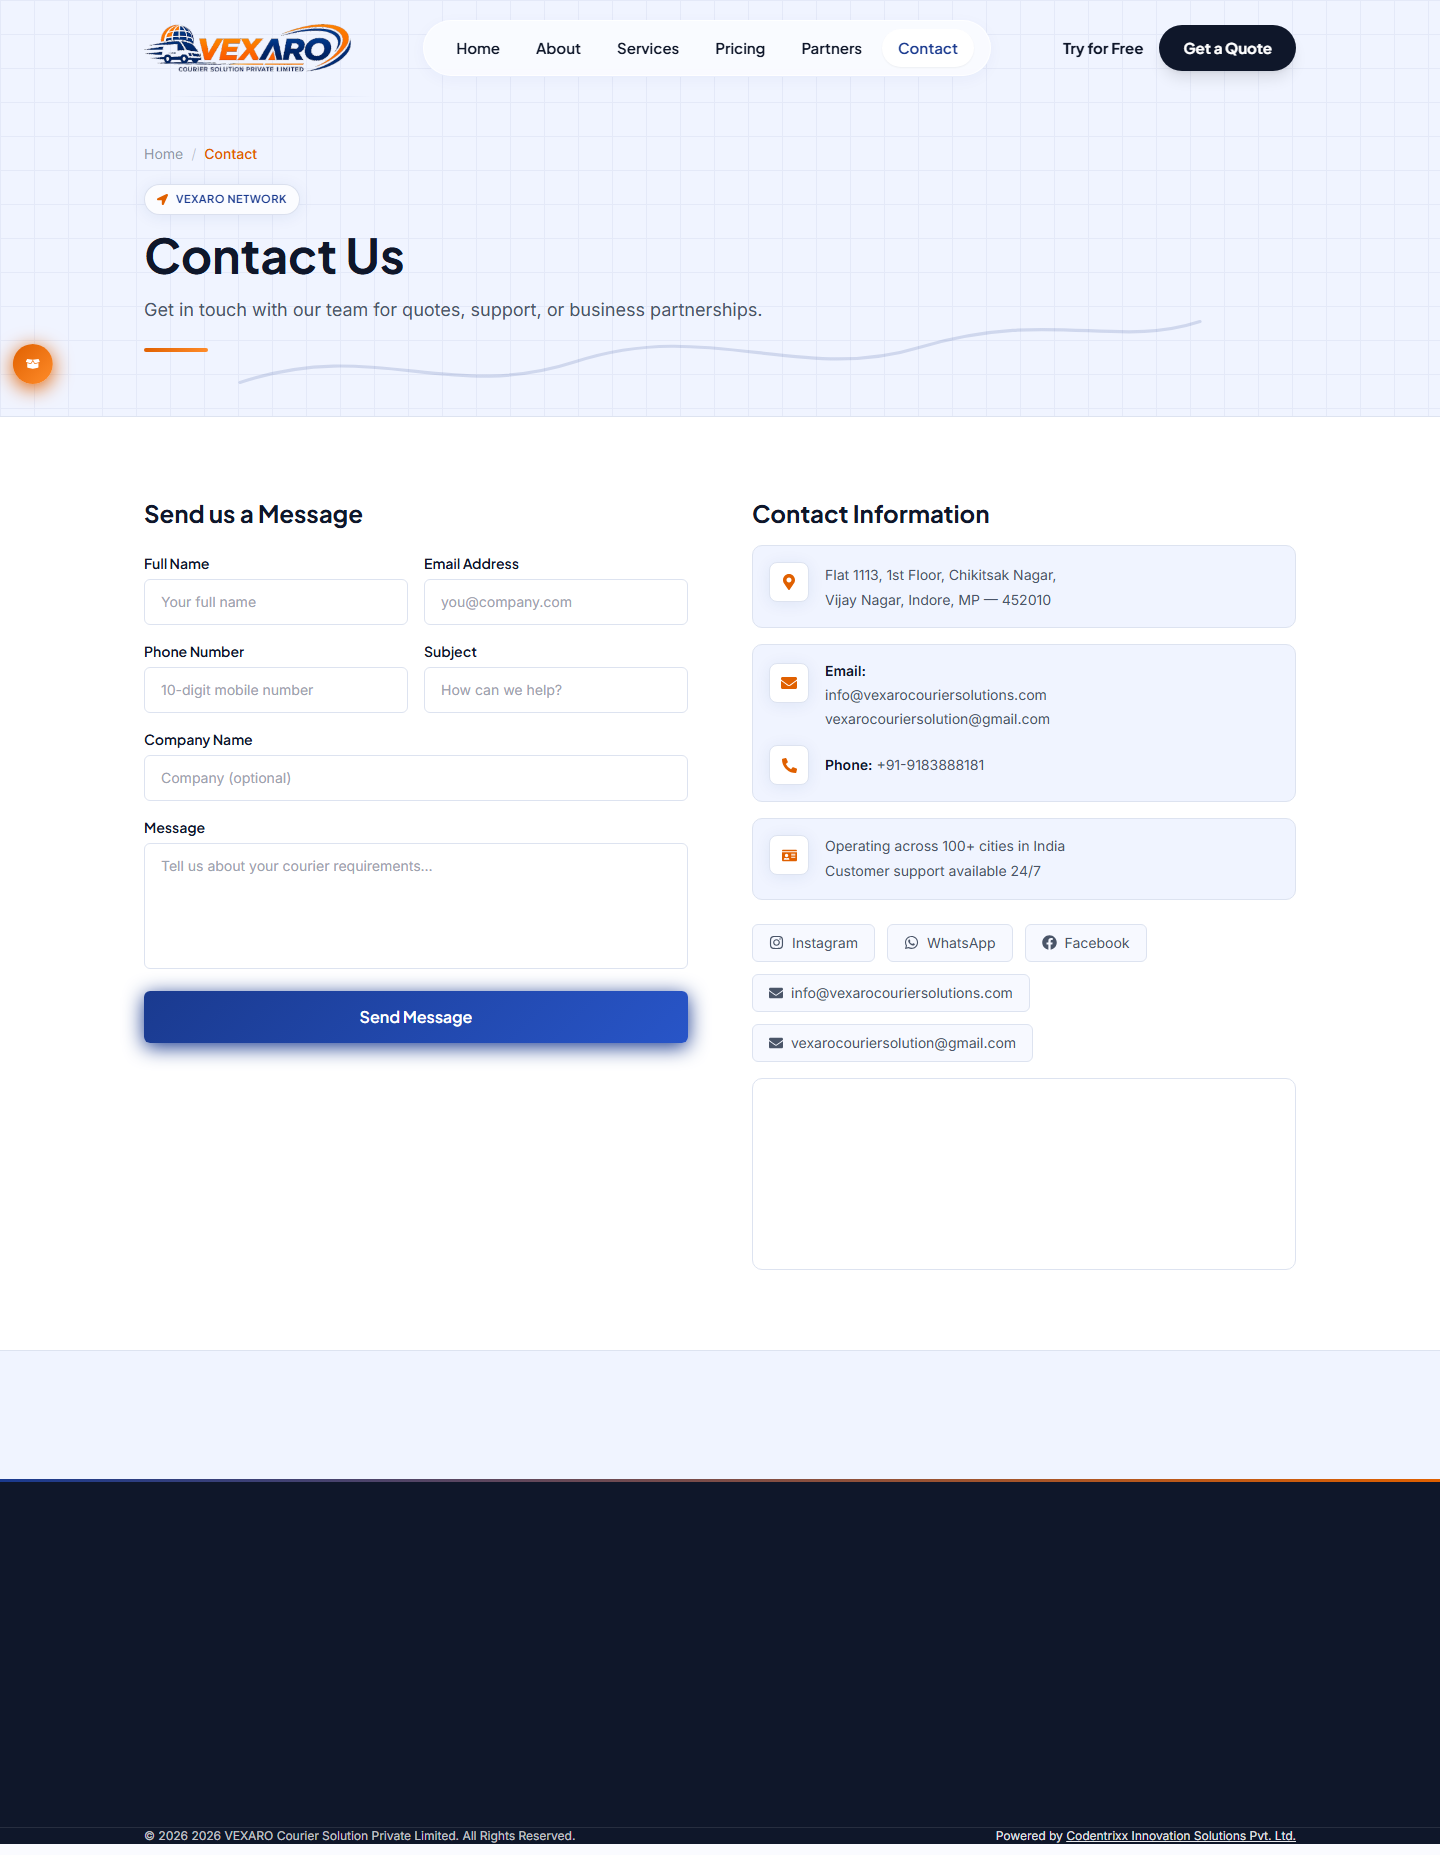 VEXARO
COURIER SOLUTION PRIVATE LIMITED
Home
About
Services
Pricing
Partners
Contact
Try for Free
Get a Quote
Home / Contact
VEXARO NETWORK
Contact Us
Get in touch with our team for quotes, support, or business partnerships.
Send us a Message
Full Name
Your full name
Email Address
you@company.com
Phone Number
10-digit mobile number
Subject
How can we help?
Company Name
Company (optional)
Message
Tell us about your courier requirements...
Send Message
Contact Information
Flat 1113, 1st Floor, Chikitsak Nagar,
Vijay Nagar, Indore, MP — 452010
Email:
info@vexarocouriersolutions.com
vexarocouriersolution@gmail.com
Phone: +91-9183888181
Operating across 100+ cities in India
Customer support available 24/7
Instagram
WhatsApp
Facebook
info@vexarocouriersolutions.com
vexarocouriersolution@gmail.com
© 2026 2026 VEXARO Courier Solution Private Limited. All Rights Reserved.
Powered by Codentrixx Innovation Solutions Pvt. Ltd.